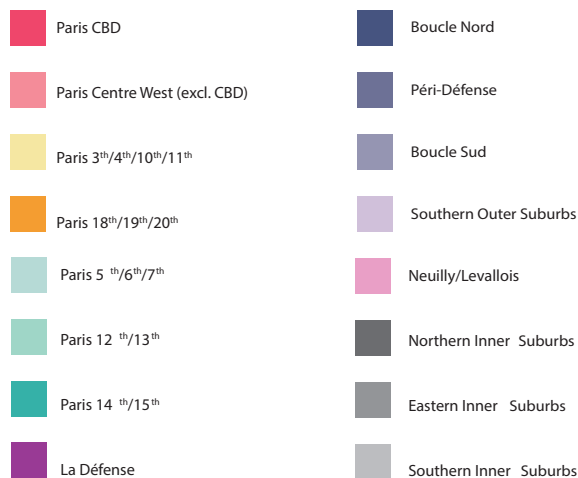 Paris CBD
Paris Centre West (excl. CBD)
Paris 3th/4th/10th/11th
Paris 18th/19th/20th
Paris 5 th/6th/7th
Paris 12 th/13th
Paris 14 th/15th
La Défense
Boucle Nord
Péri-Défense
Boucle Sud
Southern Outer Suburbs
Neuilly/Levallois
Northern Inner Suburbs
Eastern Inner Suburbs
Southern Inner Suburbs